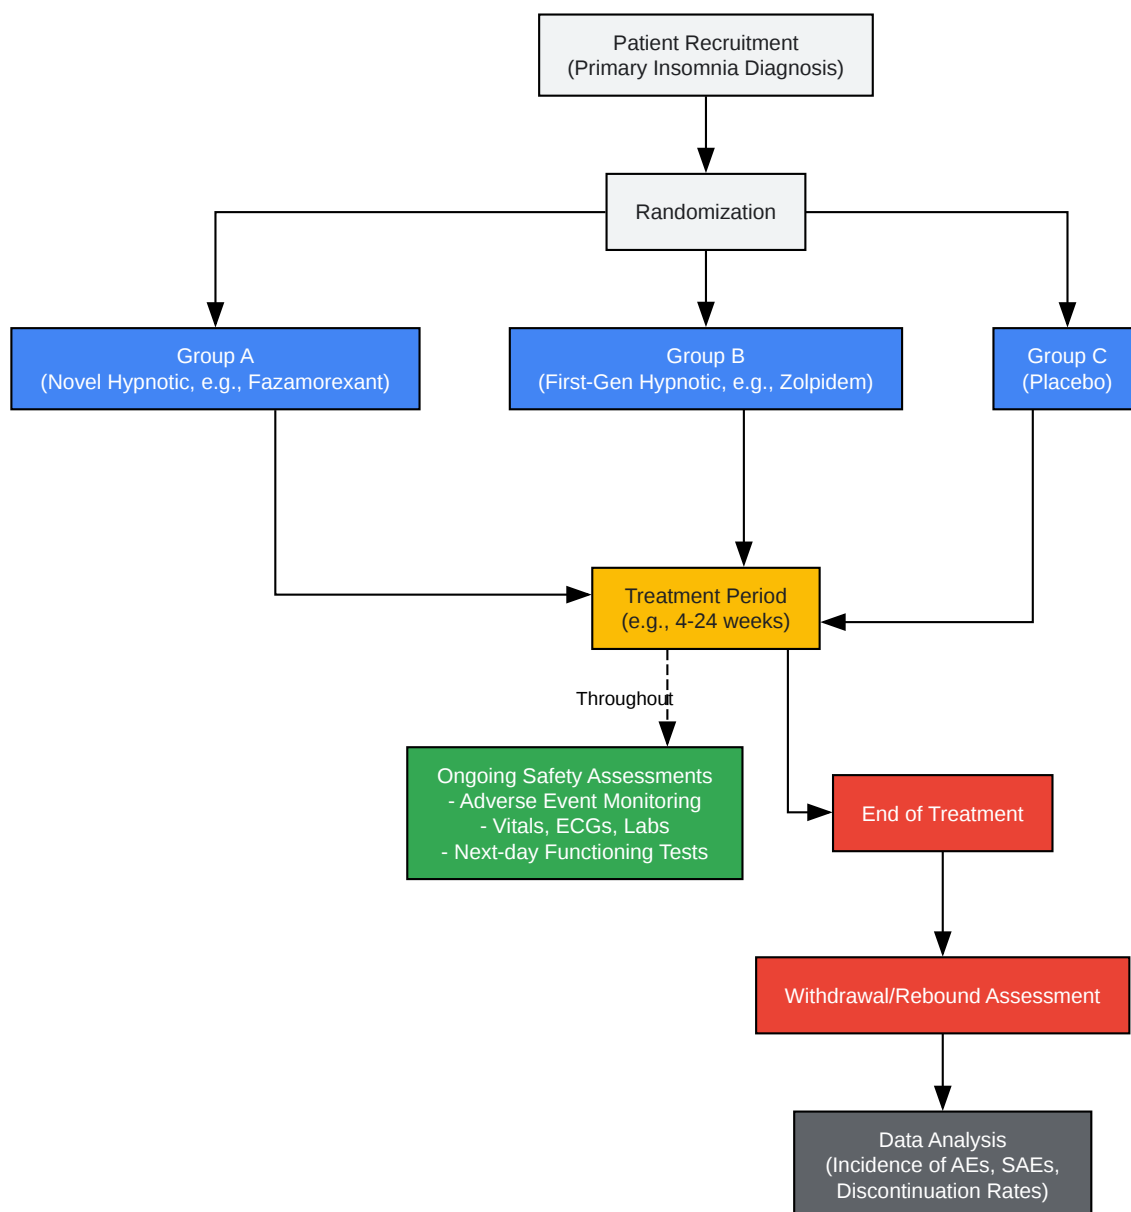 Patient Recruitment
(Primary Insomnia Diagnosis)
Randomization
Group A
(Novel Hypnotic, e.g., Fazamorexant)
Group B
(First-Gen Hypnotic, e.g., Zolpidem)
Group C
(Placebo)
Treatment Period
(e.g., 4-24 weeks)
Throughout
Ongoing Safety Assessments
- Adverse Event Monitoring
- Vitals, ECGs, Labs
- Next-day Functioning Tests
End of Treatment
Withdrawal/Rebound Assessment
Data Analysis
(Incidence of AEs, SAEs,
Discontinuation Rates)